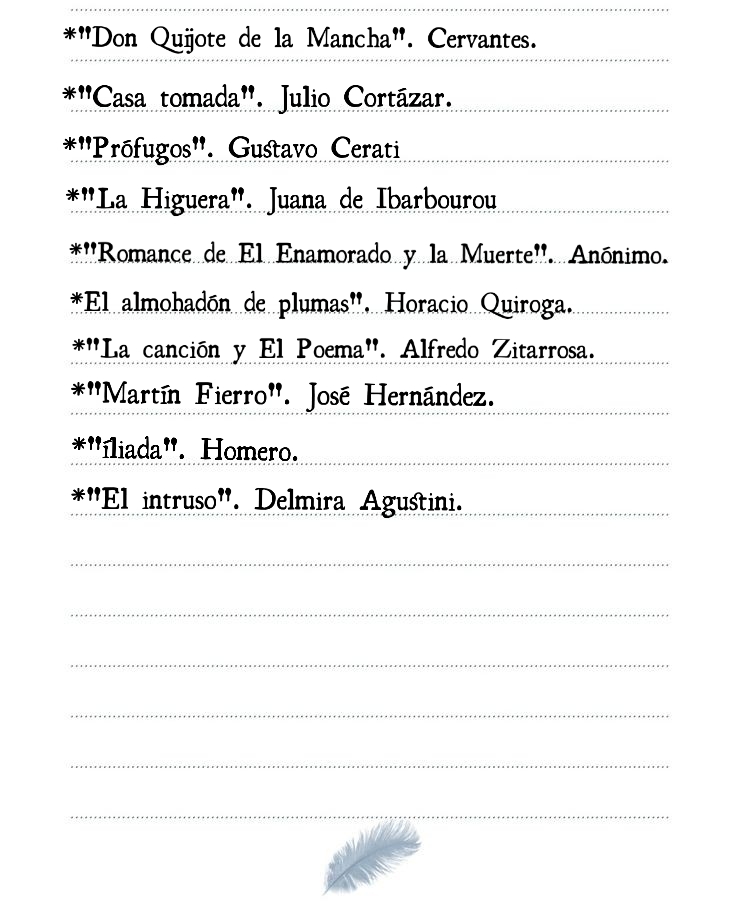 *"Don Quijote de la Mancha". Cervantes.
*"Casa tomada". Julio Cortázar.
*"Prófugos". Gustavo Cerati
*"La Higuera". Juana de Ibarbourou
*"Romance de El Enamorado y la Muerte". Anónimo.
*El almohadón de plumas". Horacio Quiroga.
*"La canción y El Poema". Alfredo Zitarrosa.
*"Martín Fierro". José Hernández.
*"íliada". Homero.
*"El intruso". Delmira Agustini.